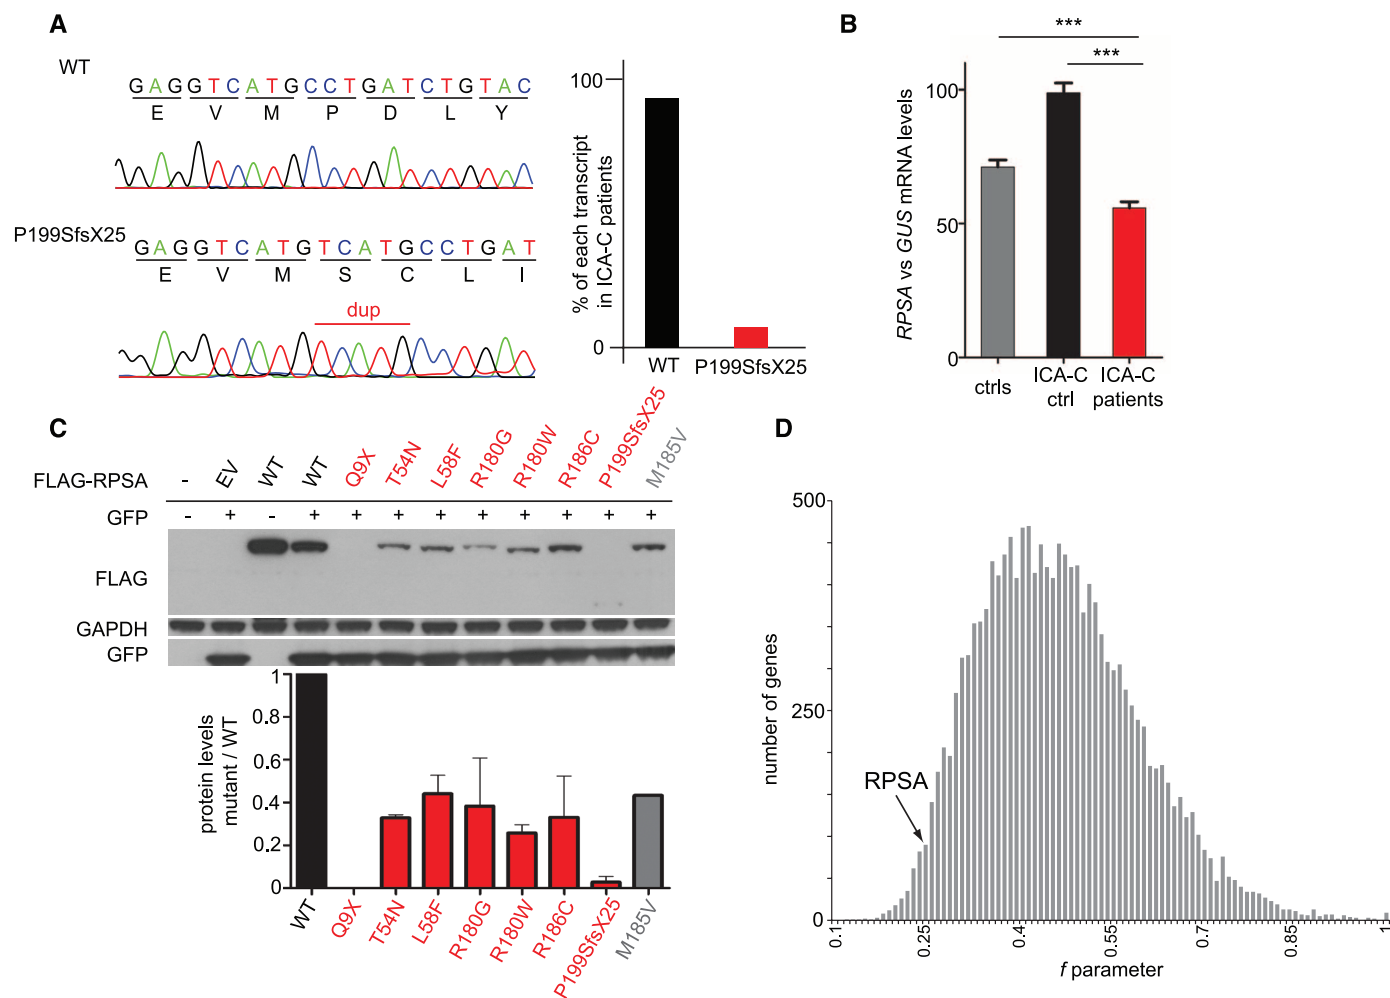 A
WT
GAGGTCATGCCTGATCTGTAC
E V M P D L Y
P199SfsX25
GAGGTCATGTCATGCCTGAT
E V M S C L I
dup
% of each transcript
in ICA-C patients
100
0
WT P199SfsX25
B
*** 
***
RPSA vs GUS mRNA levels
100
50
0
ctrls
ICA-C
ctrl
ICA-C
patients
C
FLAG-RPSA - EV WT WT Q9X T54N L58F R180G R180W R186C P199SfsX25 M185V
GFP - + - + + + + + + + + +
FLAG
GAPDH
GFP
protein levels
mutant / WT
1
0.8
0.6
0.4
0.2
0
WT Q9X T54N L58F R180G R180W R186C P199SfsX25 M185V
D
number of genes
500
250
0
RPSA
0.1 0.25 0.4 0.55 0.7 0.85 1
f parameter